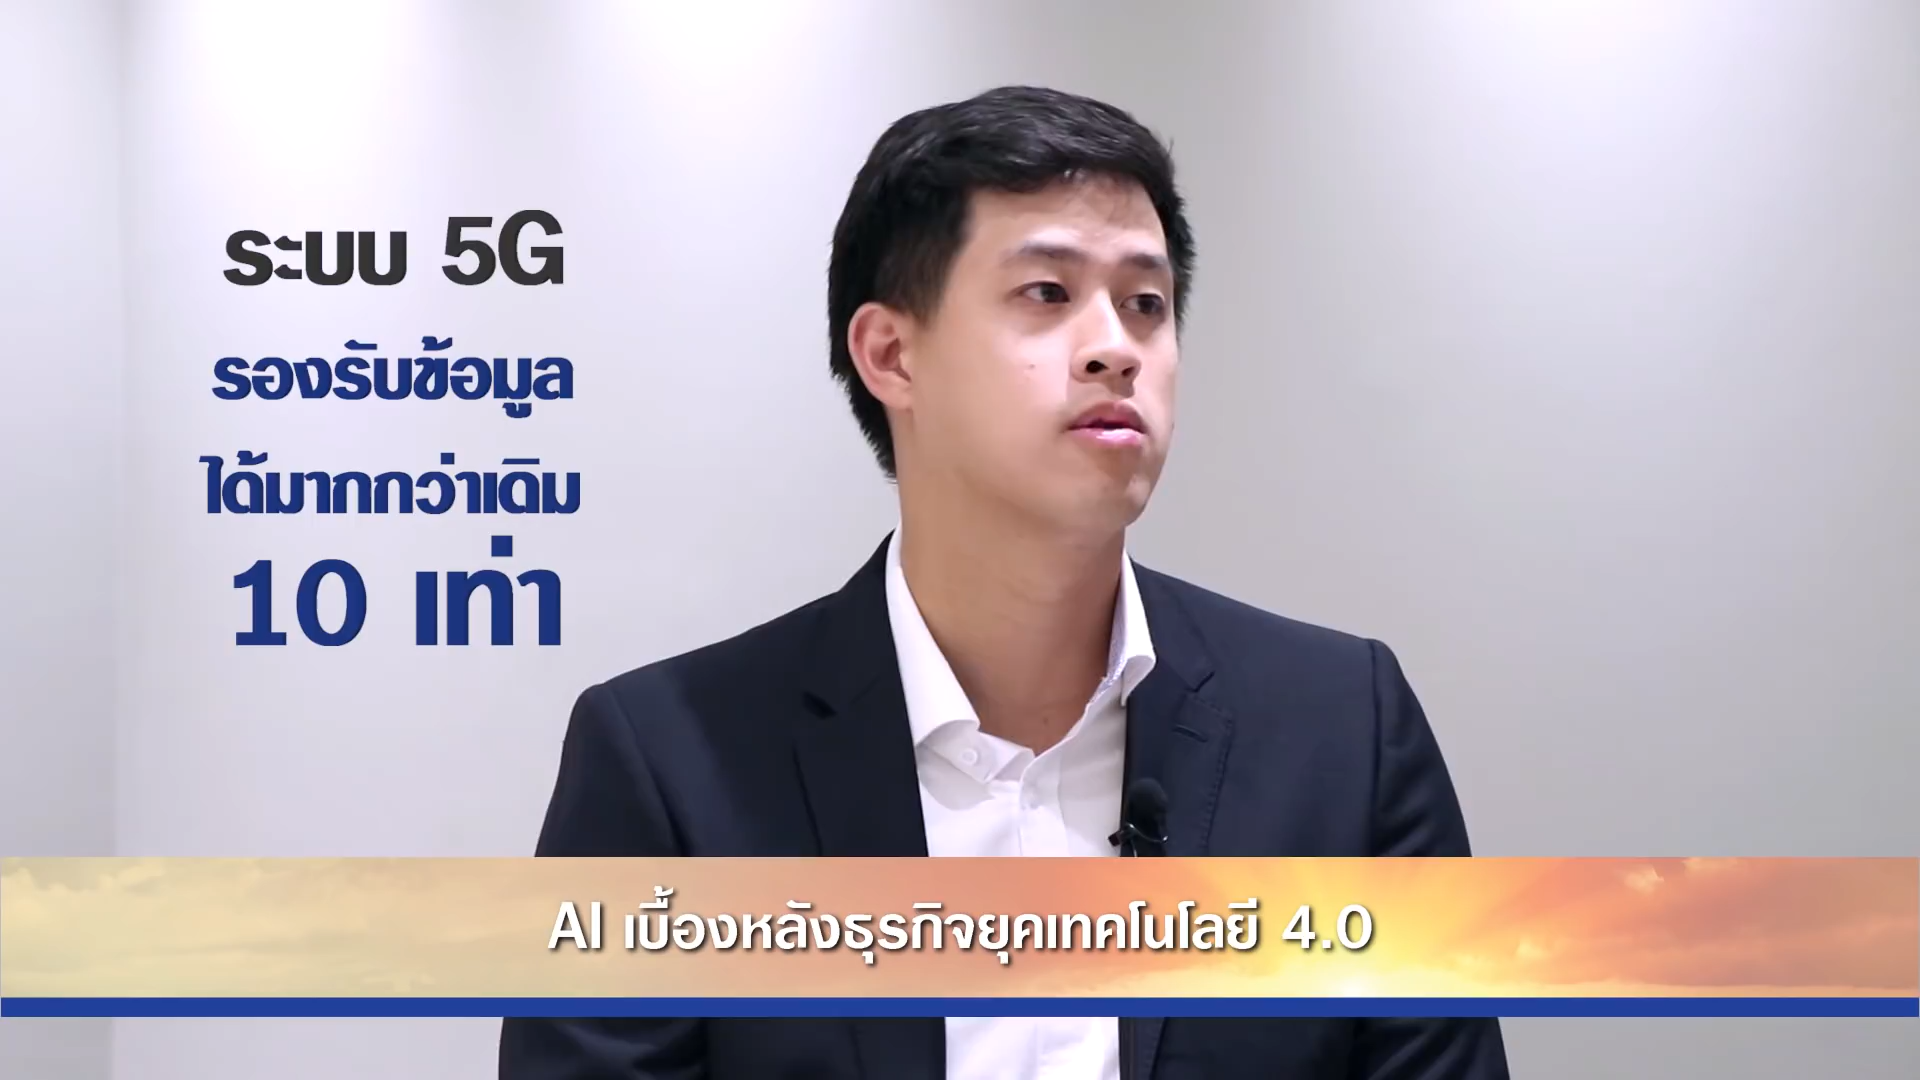 ระบบ 5G
รองรับข้อมูล
ได้มากกว่าเดิม
10 เท่า
AI เบื้องหลังธุรกิจยุคเทคโนโลยี 4.0